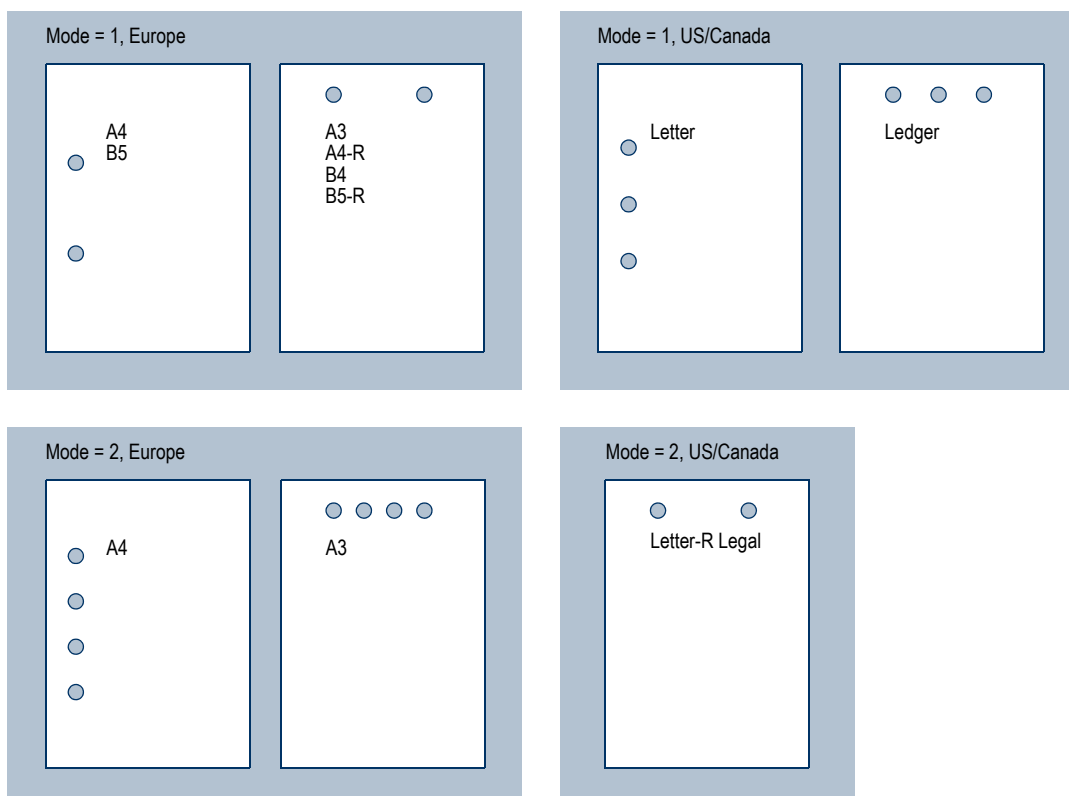 Mode = 1, Europe
A4
B5
A3
A4-R
B4
B5-R
Mode = 1, US/Canada
Letter
Ledger
Mode = 2, Europe
A4
A3
Mode = 2, US/Canada
Letter-R Legal